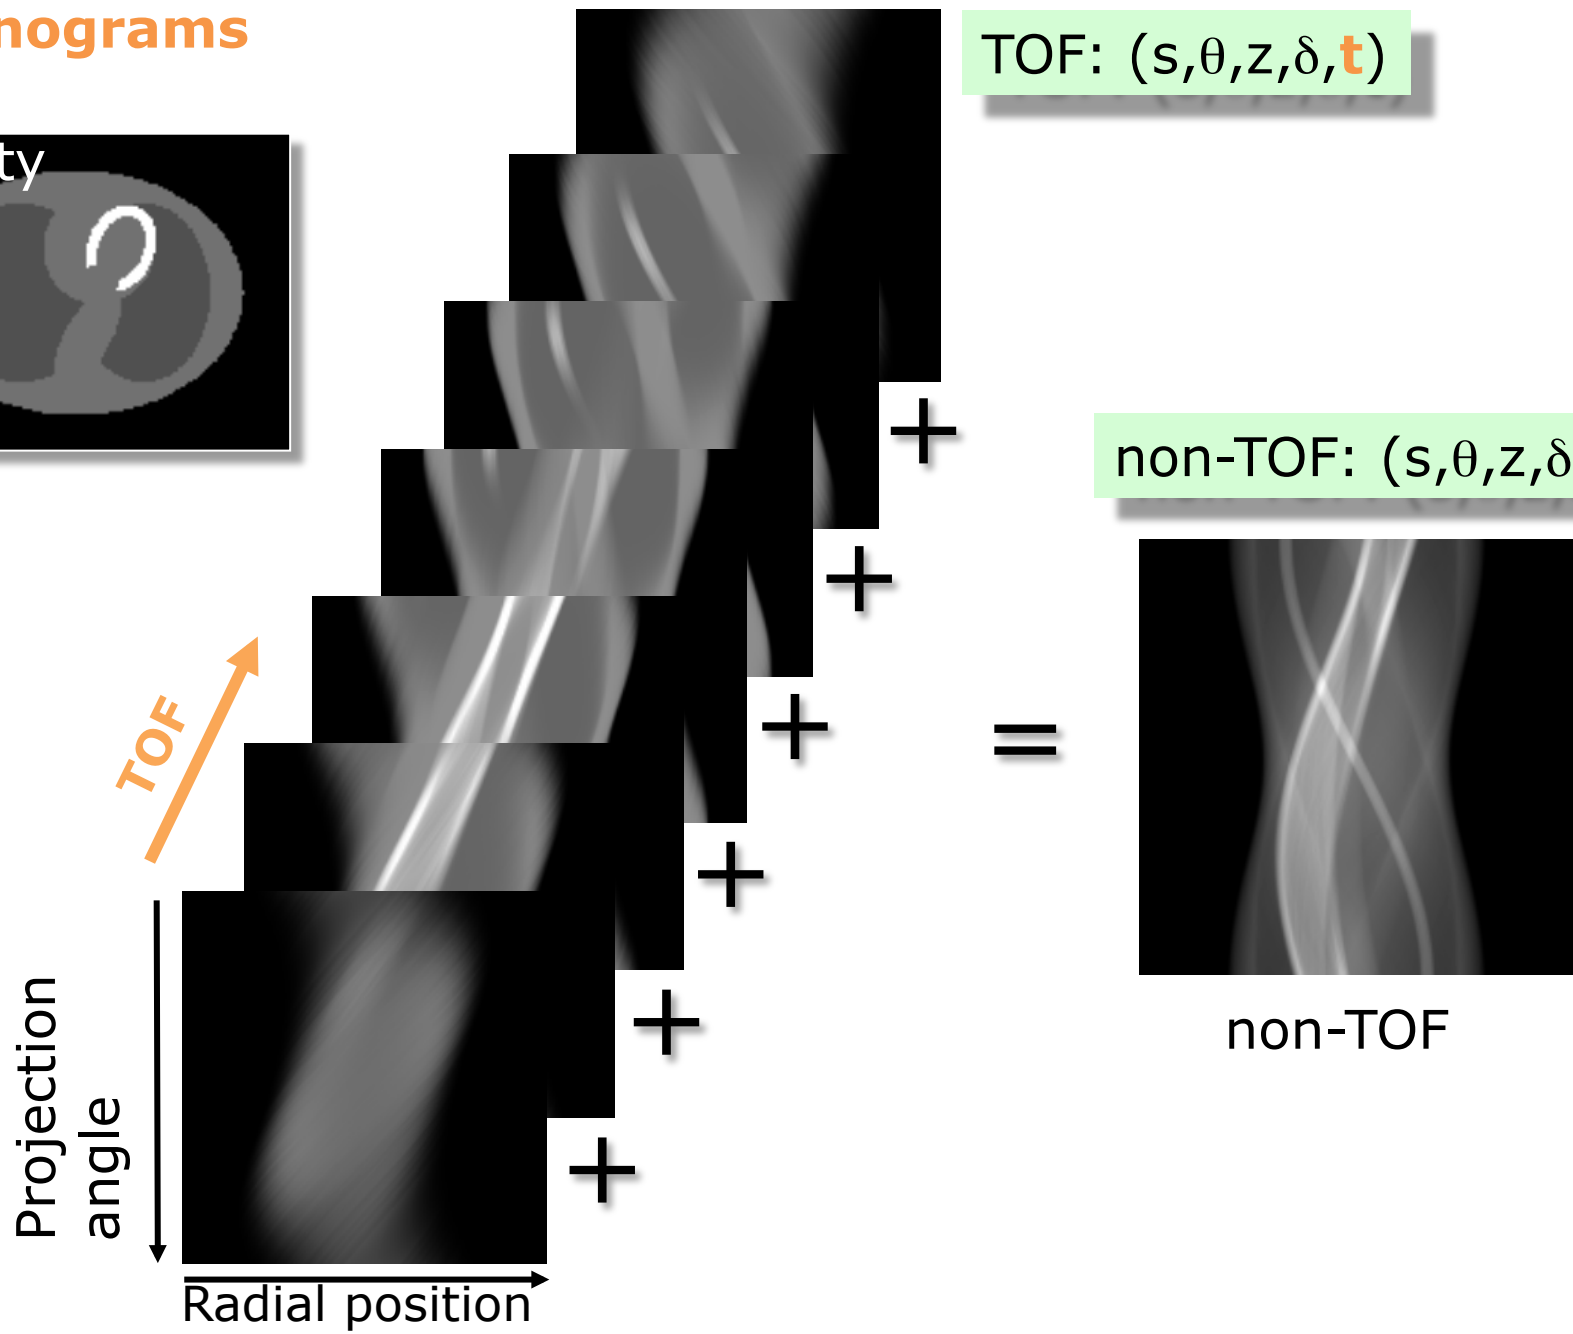 nograms
TOF: (s,θ,z,δ,t)
ty
+
non-TOF: (s,θ,z,δ
+
TOF
+
=
+
+
non-TOF
Projection
angle
+
Radial position